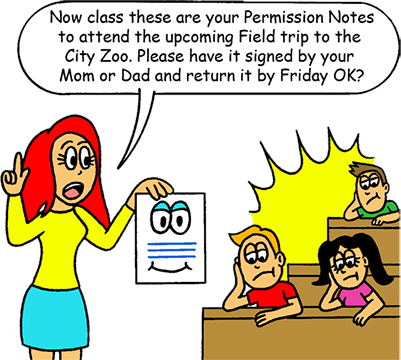 Now class these are your Permission Notes
to attend the upcoming Field trip to the
City Zoo. Please have it signed by your
Mom or Dad and return it by Friday OK?